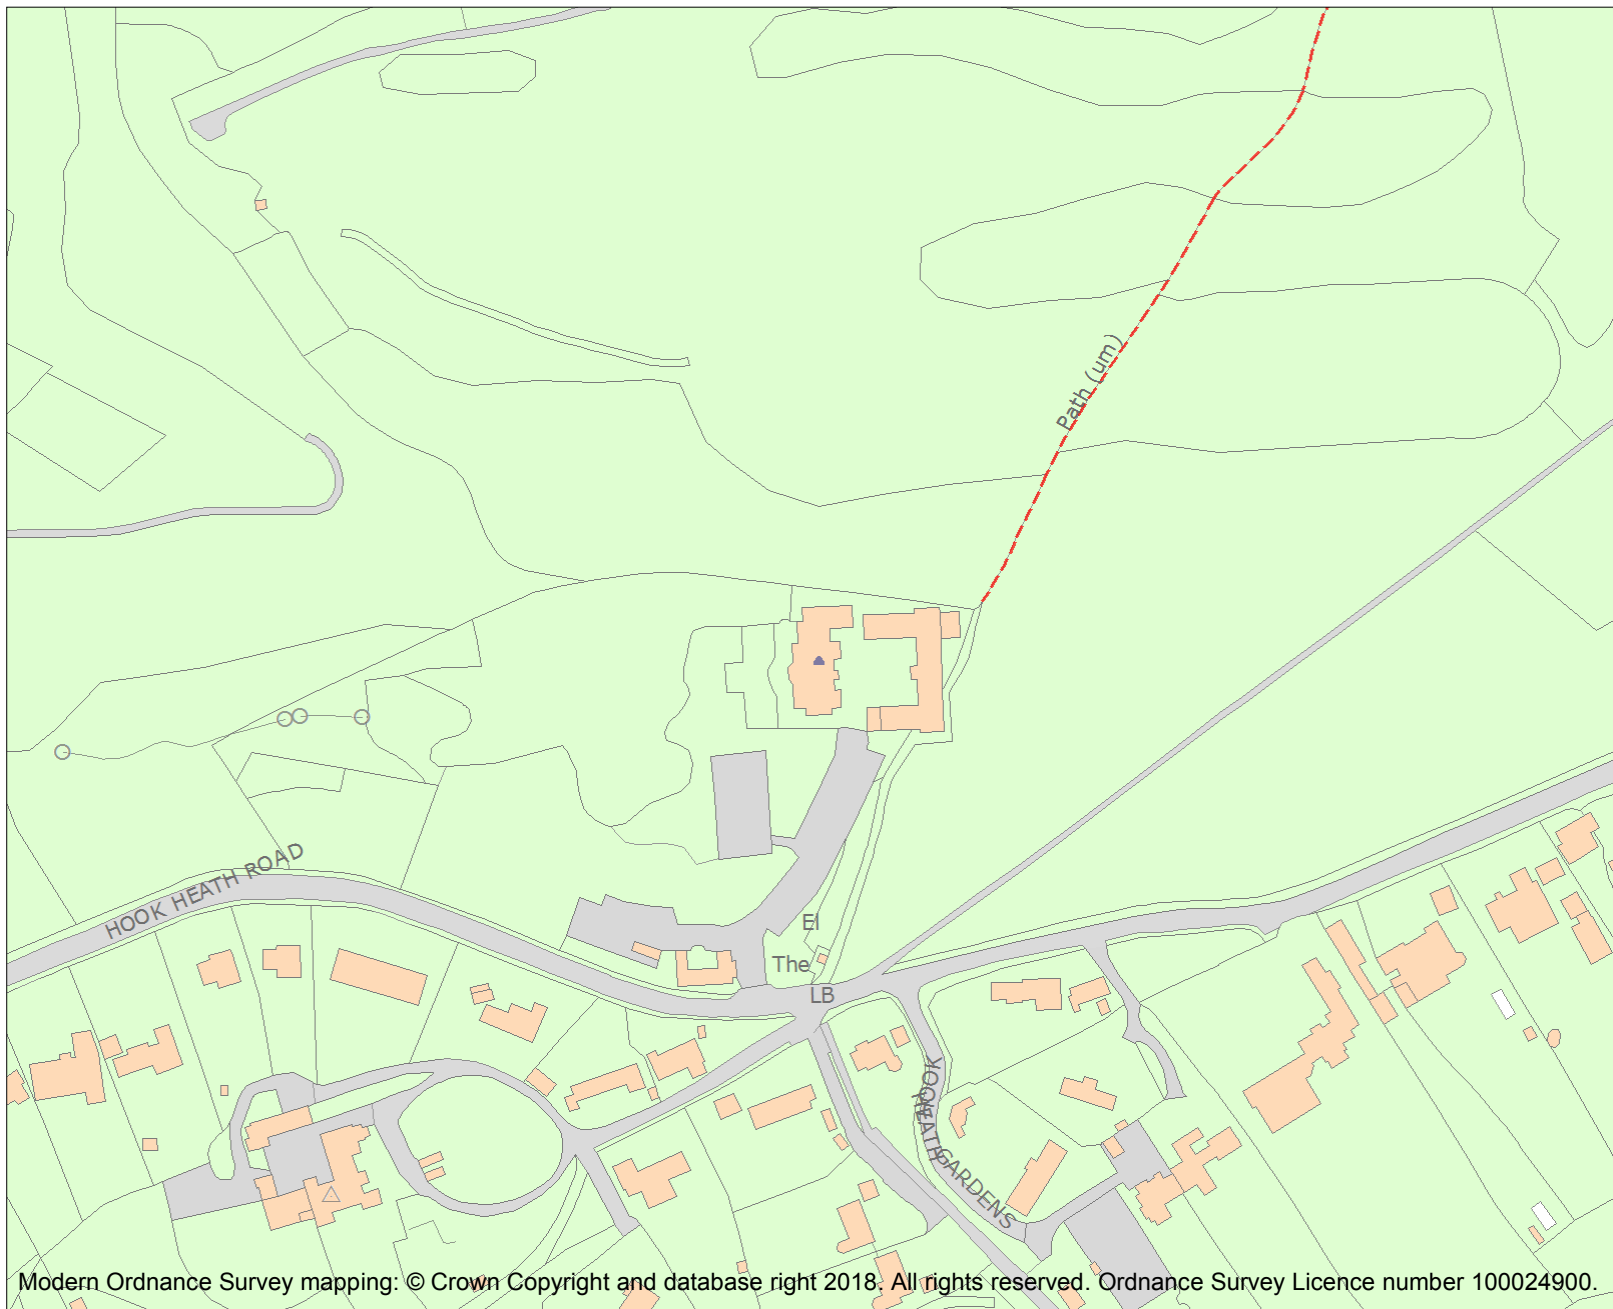 Path (um)
HOOK HEATH ROAD
El
The
LB
HOOK
HEATH
GARDENS
Modern Ordnance Survey mapping: © Crown Copyright and database right 2018. All rights reserved. Ordnance Survey Licence number 100024900.